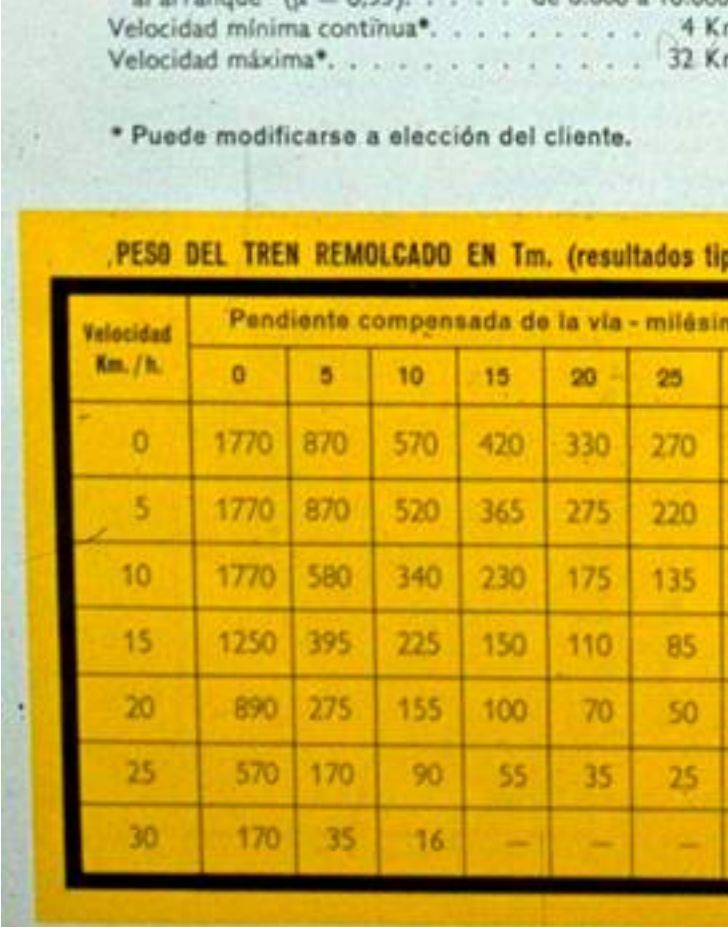 al arranque
Velocidad mínima contínua*. . . . . . . . . . 4
Velocidad máxima*. . . . . . . . . . . . . 32
* Puede modificarse a elección del cliente.
PESO DEL TREN REMOLCADO EN Tm. (resultados
Velocidad Km./h. Pendiente compensada de la vía -
0 5 10 15 20 25
0 1770 870 570 420 330 270
5 1770 870 520 365 275 220
10 1770 580 340 230 175 135
15 1250 395 225 150 110 85
20 890 275 155 100 70 50
25 570 170 90 55 35 25
30 170 35 16 — — —